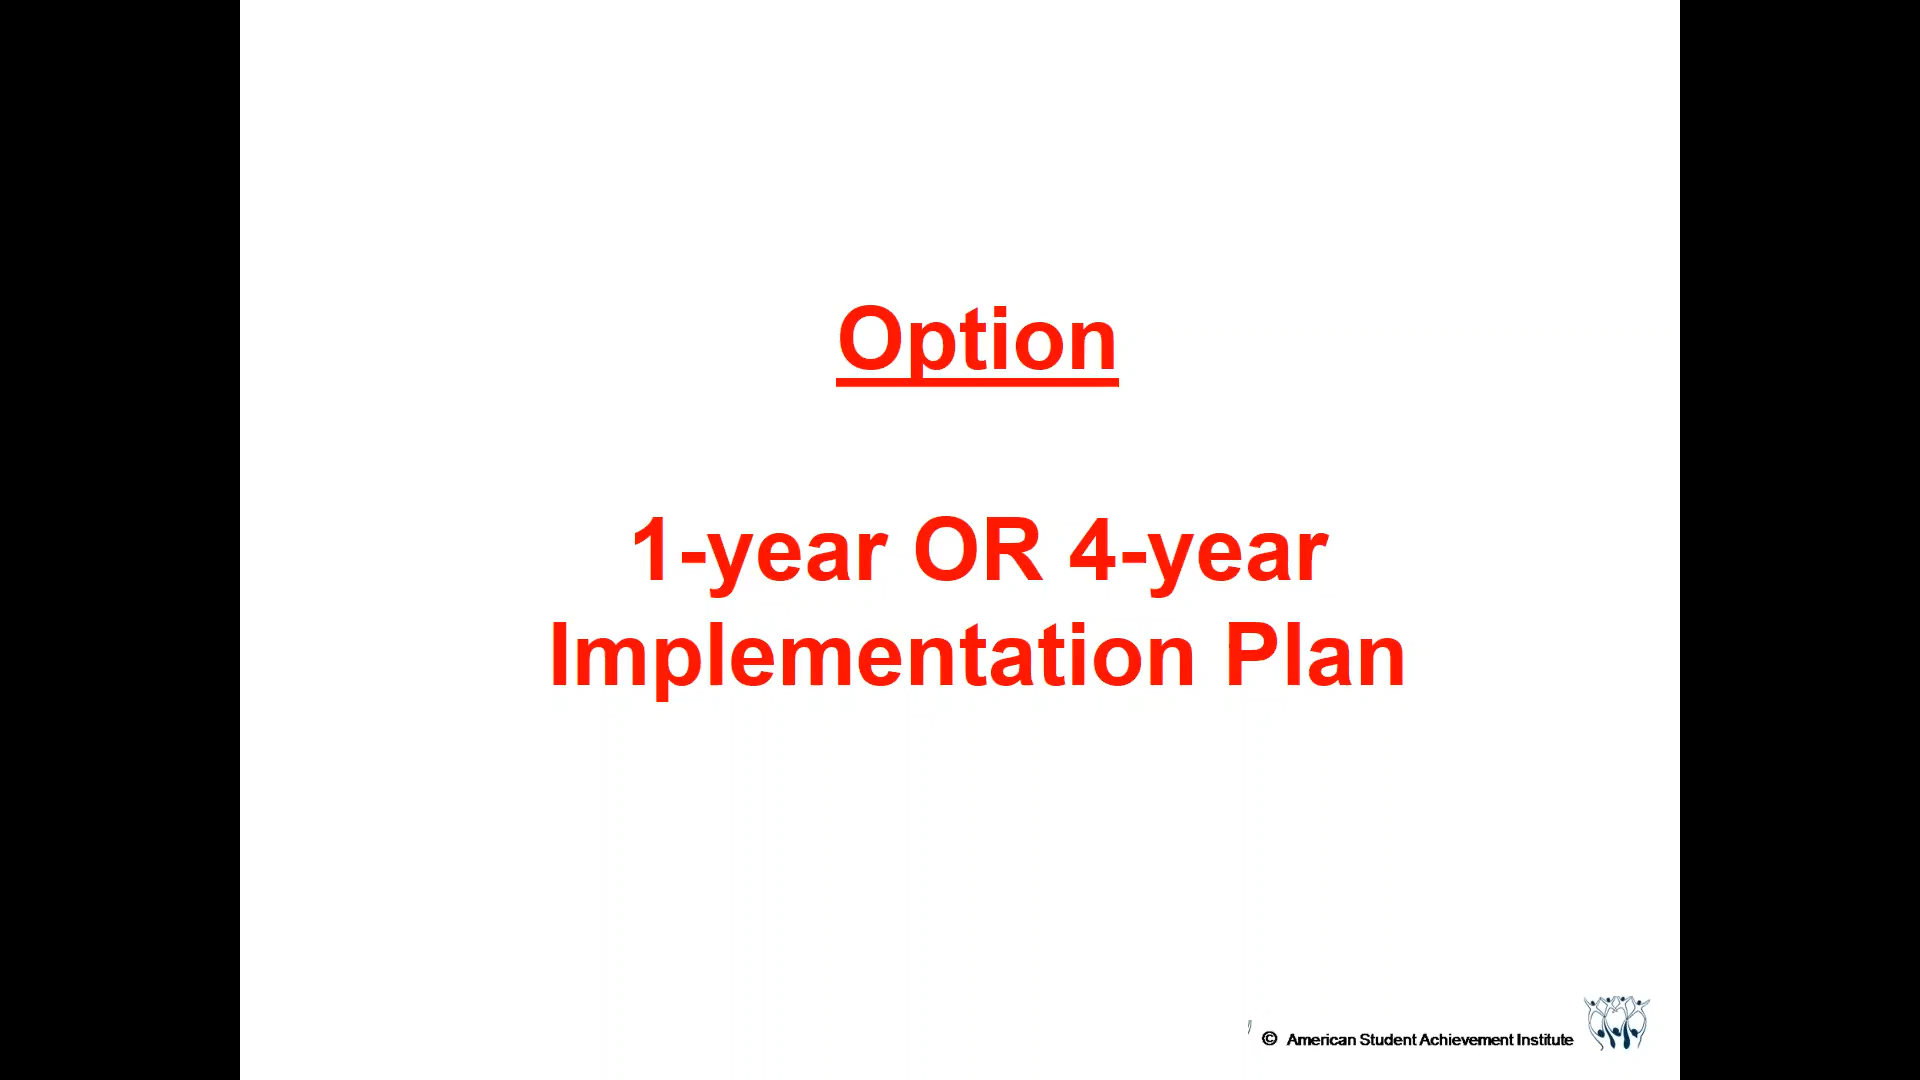 Option
1-year OR 4-year
Implementation Plan
© American Student Achievement Institute